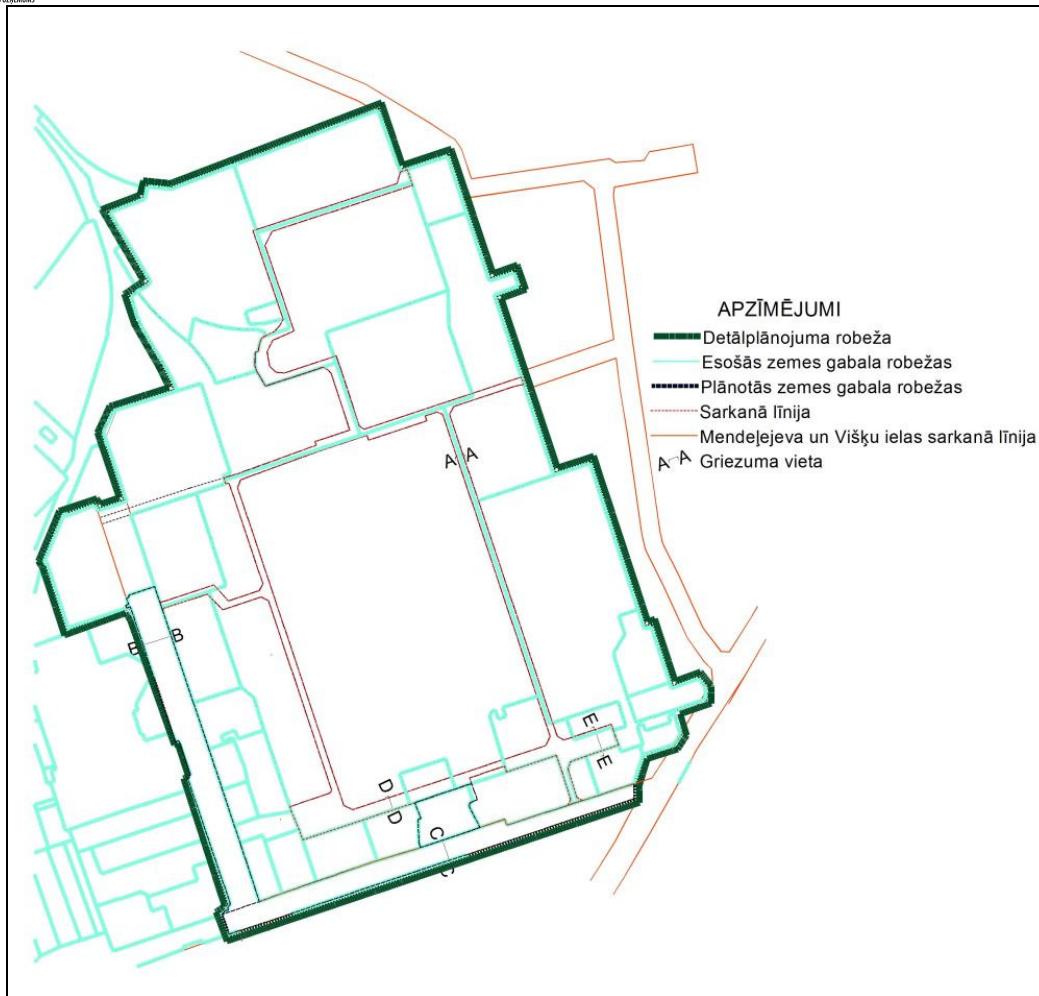 APZĪMĒJUMI
Detālplānojuma robeža
Esošās zemes gabala robežas
Plānotās zemes gabala robežas
Sarkanā līnija
Mendeļejeva un Višķu ielas sarkanā līnija
A A Griezuma vieta
A A
B B
E
E
D
D
C
C